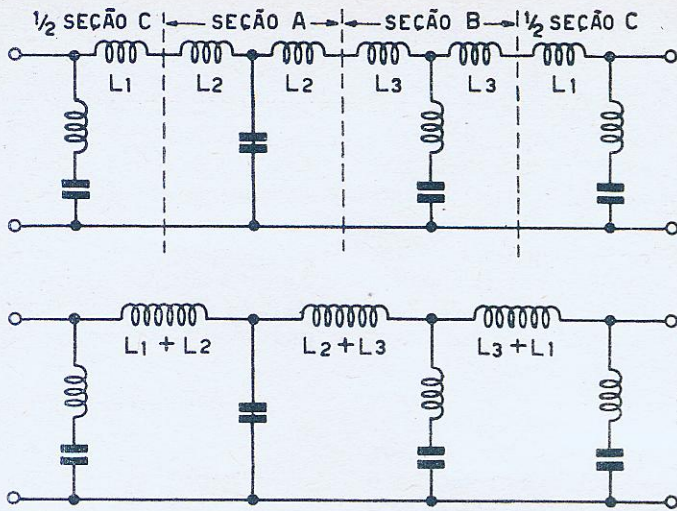 ½ SEÇÃO C SEÇÃO A SEÇÃO B ½ SEÇÃO C
L1 L2 L2 L3 L3 L1
L1 + L2 L2+L3 L3+L1